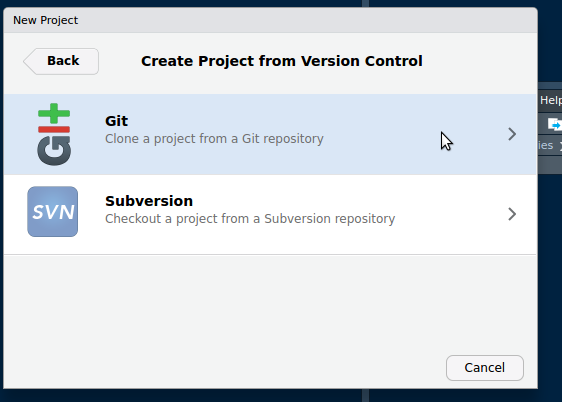 New Project
Back
Create Project from Version Control
Help
Git
Clone a project from a Git repository
ies
git
Subversion
Checkout a project from a Subversion repository
SVN
Cancel